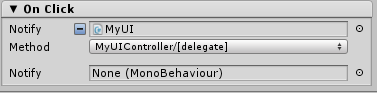 ▼ On Click
Notify MyUI
Method MyUIController/[delegate]
Notify None (MonoBehaviour)